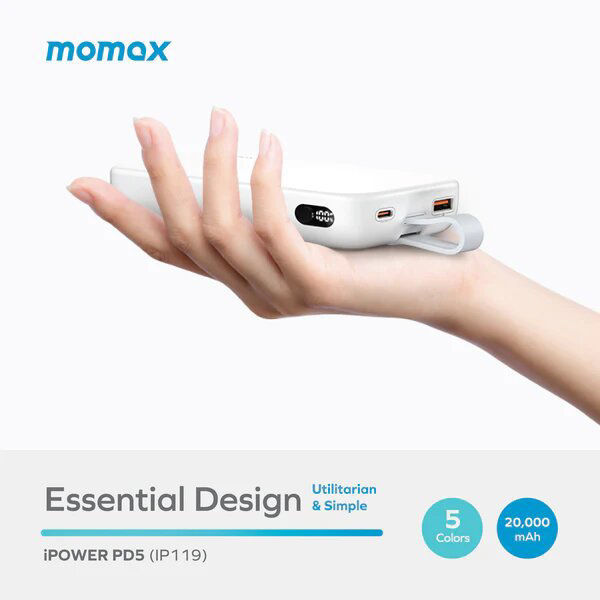 momax
100
Essential Design
Utilitarian
& Simple
iPOWER PD5 (IP119)
5
Colors
20,000
mAh